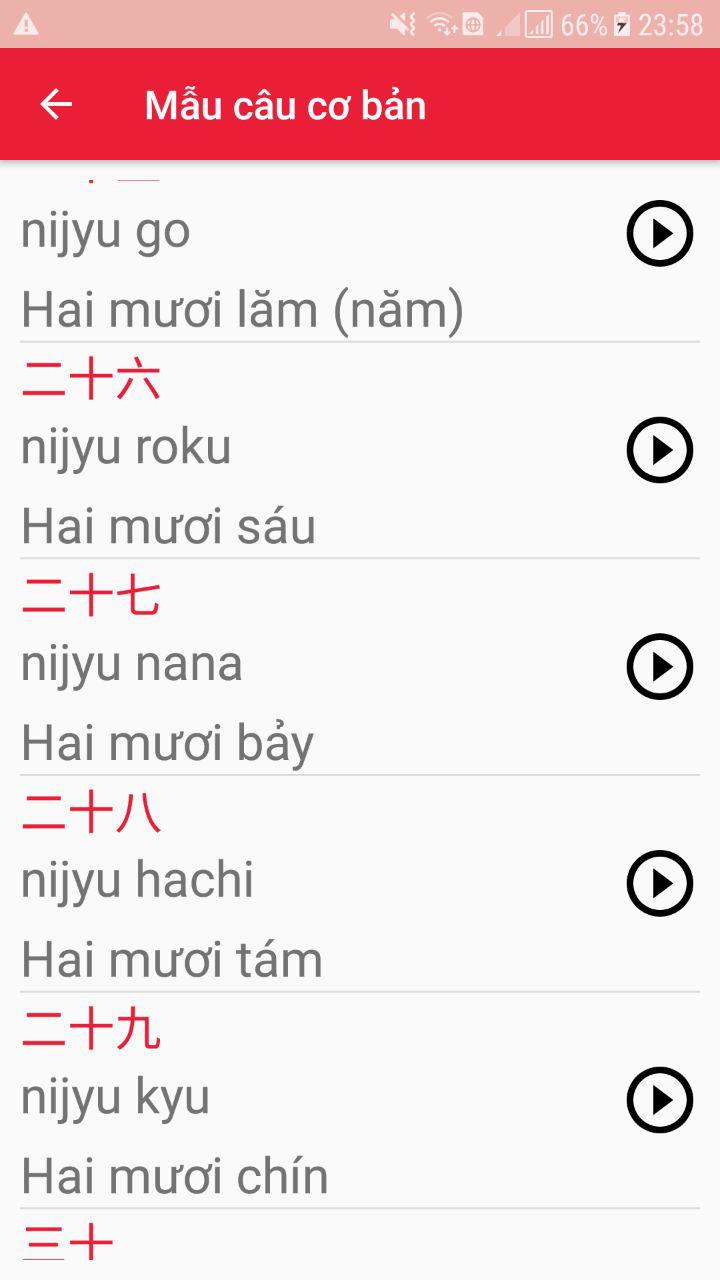 66% 23:58
Mẫu câu cơ bản
nijyu go
Hai mươi lăm (năm)
二十六
nijyu roku
Hai mươi sáu
二十七
nijyu nana
Hai mươi bảy
二十八
nijyu hachi
Hai mươi tám
二十九
nijyu kyu
Hai mươi chín
三十